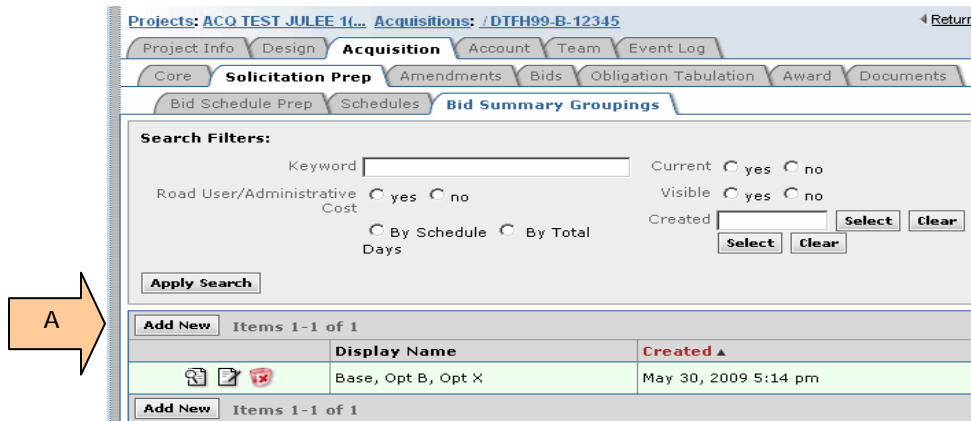 Projects: ACQ TEST JULEE 1(... Acquisitions: /DTFH99-B-12345 Return
Project Info Design Acquisition Account Team Event Log
Core Solicitation Prep Amendments Bids Obligation Tabulation Award Documents
Bid Schedule Prep Schedules Bid Summary Groupings
Search Filters:
Keyword Current yes no
Road User/Administrative yes no Visible yes no
Cost
Created Select Clear
By Schedule By Total
Days
Select Clear
Apply Search
A
Add New Items 1-1 of 1
Display Name Created
Base, Opt B, Opt X May 30, 2009 5:14 pm
Add New Items 1-1 of 1